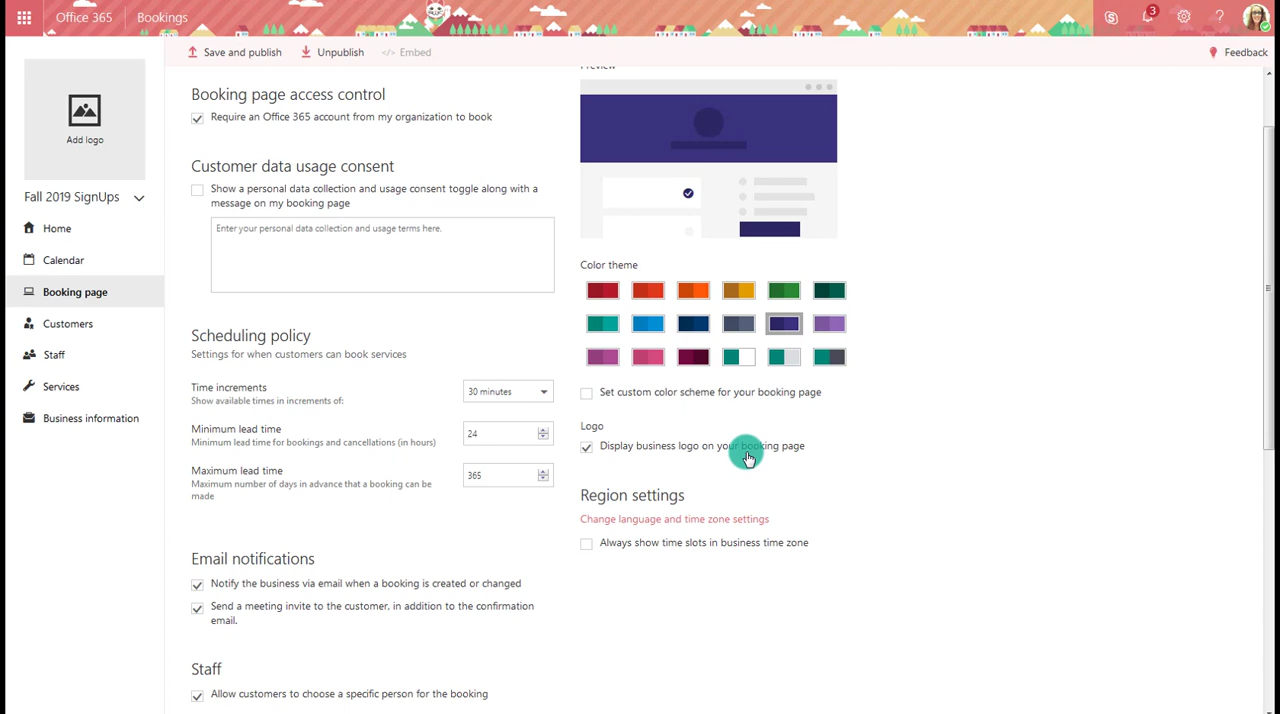 Office 365
Bookings
3
?
Save and publish
Unpublish
</> Embed
Feedback
Add logo
Fall 2019 SignUps
Home
Calendar
Booking page
Customers
Staff
Services
Business information
Booking page access control
Require an Office 365 account from my organization to book
Customer data usage consent
Show a personal data collection and usage consent toggle along with a
message on my booking page
Enter your personal data collection and usage terms here.
Scheduling policy
Settings for when customers can book services
Time increments
Show available times in increments of:
30 minutes
Minimum lead time
Minimum lead time for bookings and cancellations (in hours)
24
Maximum lead time
Maximum number of days in advance that a booking can be
made
365
Email notifications
Notify the business via email when a booking is created or changed
Send a meeting invite to the customer, in addition to the confirmation
email.
Staff
Allow customers to choose a specific person for the booking
Preview
Color theme
Set custom color scheme for your booking page
Logo
Display business logo on your booking page
Region settings
Change language and time zone settings
Always show time slots in business time zone